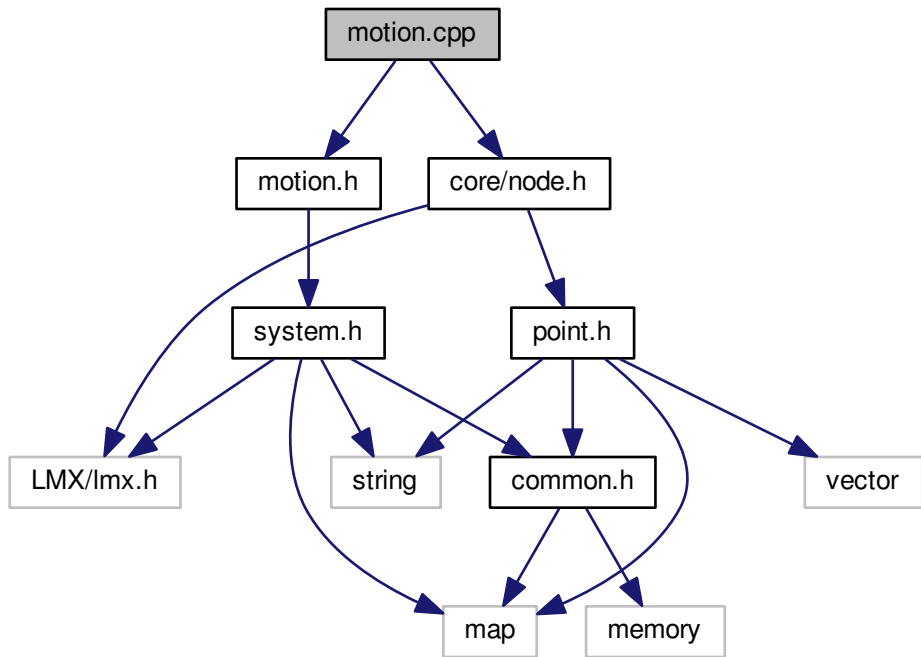 motion.cpp
motion.h
core/node.h
system.h
point.h
LMX/lmx.h
string
common.h
vector
map
memory